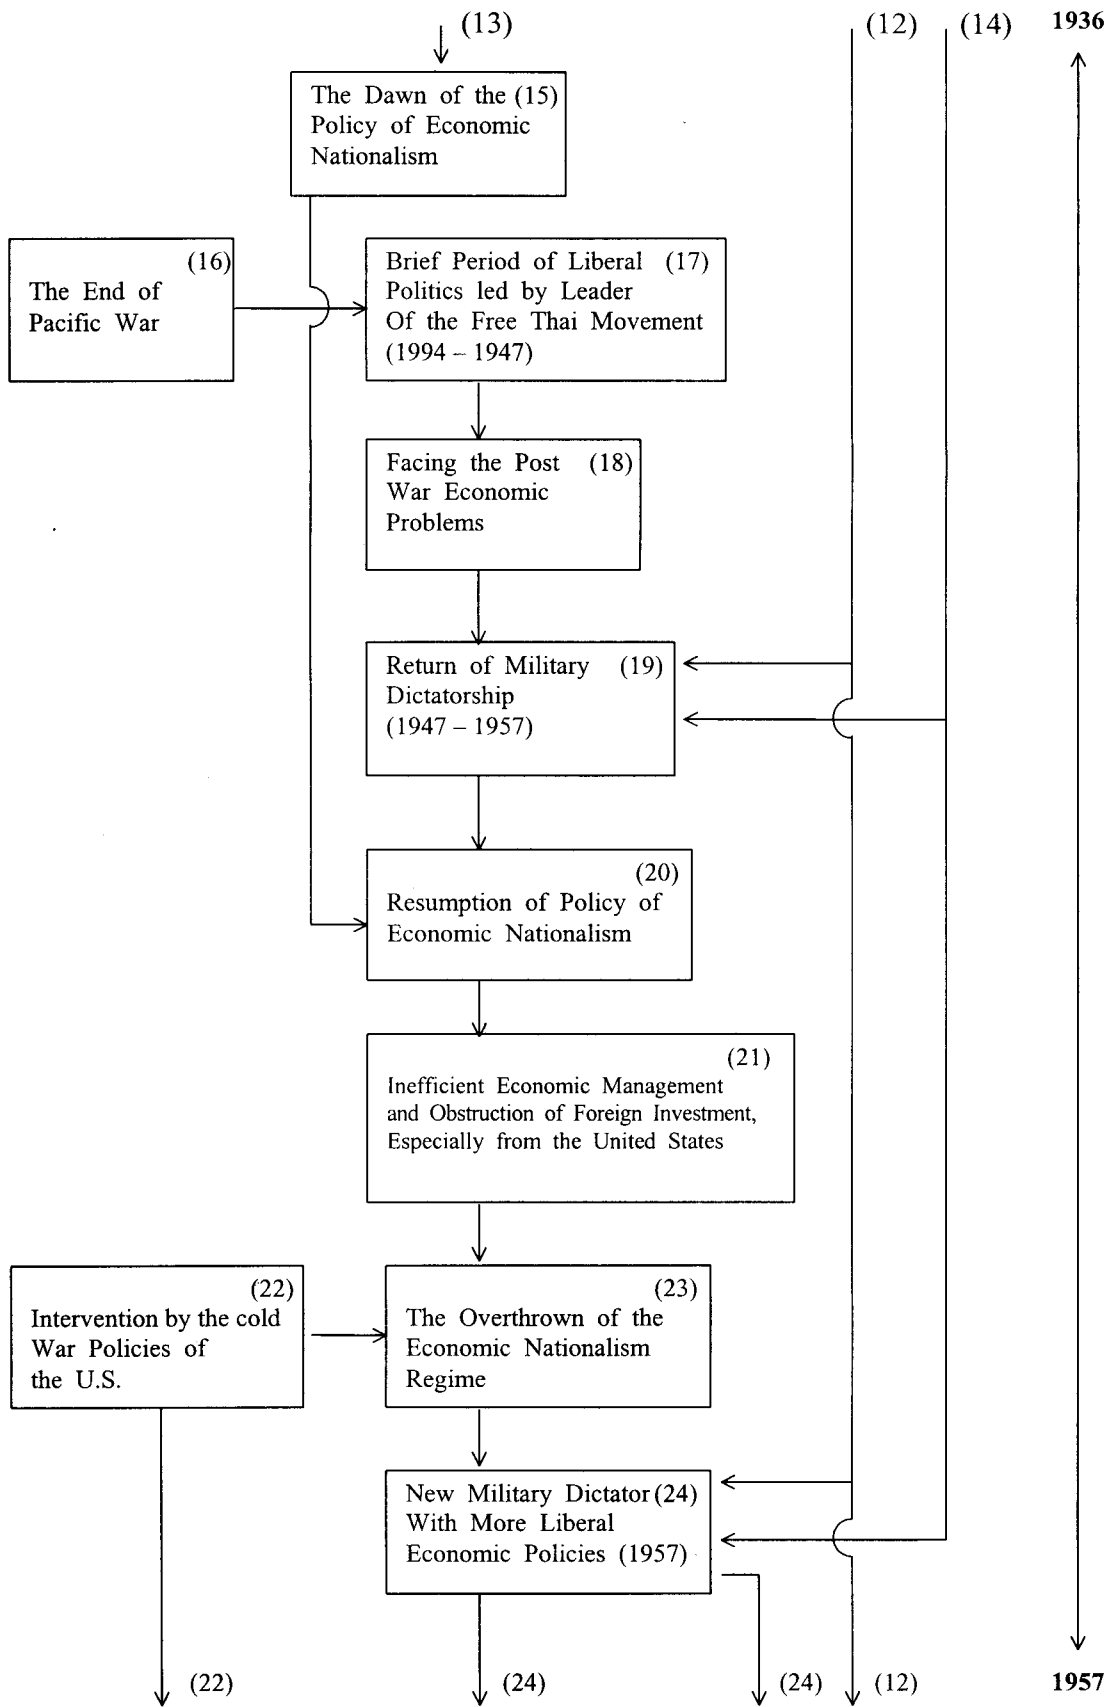 (13) (12) (14) 1936
The Dawn of the (15)
Policy of Economic
Nationalism
(16)
The End of
Pacific War
Brief Period of Liberal (17)
Politics led by Leader
Of the Free Thai Movement
(1994 – 1947)
Facing the Post (18)
War Economic
Problems
Return of Military (19)
Dictatorship
(1947 – 1957)
(20)
Resumption of Policy of
Economic Nationalism
(21)
Inefficient Economic Management
and Obstruction of Foreign Investment,
Especially from the United States
(22)
Intervention by the cold
War Policies of
the U.S.
(23)
The Overthrown of the
Economic Nationalism
Regime
New Military Dictator (24)
With More Liberal
Economic Policies (1957)
(22) (24) (24) (12) 1957